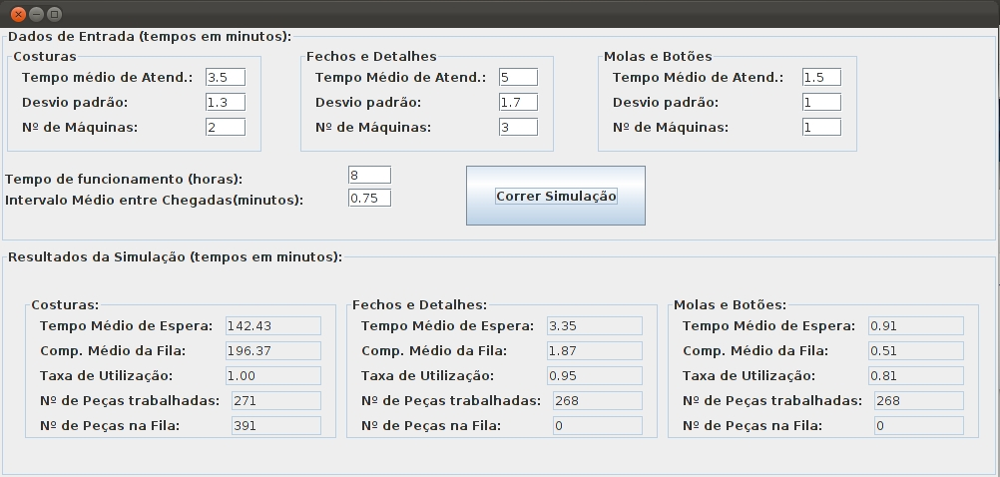 Dados de Entrada (tempos em minutos):
Costuras Fechos e Detalhes Molas e Botões
Tempo médio de Atend.: 3.5 Tempo Médio de Atend.: 5 Tempo Médio de Atend.: 1.5
Desvio padrão: 1.3 Desvio padrão: 1.7 Desvio padrão: 1
Nº de Máquinas: 2 Nº de Máquinas: 3 Nº de Máquinas: 1
Tempo de funcionamento (horas): 8
Intervalo Médio entre Chegadas(minutos): 0.75
Correr Simulação
Resultados da Simulação (tempos em minutos):
Costuras: Fechos e Detalhes: Molas e Botões:
Tempo Médio de Espera: 142.43 Tempo Médio de Espera: 3.35 Tempo Médio de Espera: 0.91
Comp. Médio da Fila: 196.37 Comp. Médio da Fila: 1.87 Comp. Médio da Fila: 0.51
Taxa de Utilização: 1.00 Taxa de Utilização: 0.95 Taxa de Utilização: 0.81
Nº de Peças trabalhadas: 271 Nº de Peças trabalhadas: 268 Nº de Peças trabalhadas: 268
Nº de Peças na Fila: 391 Nº de Peças na Fila: 0 Nº de Peças na Fila: 0